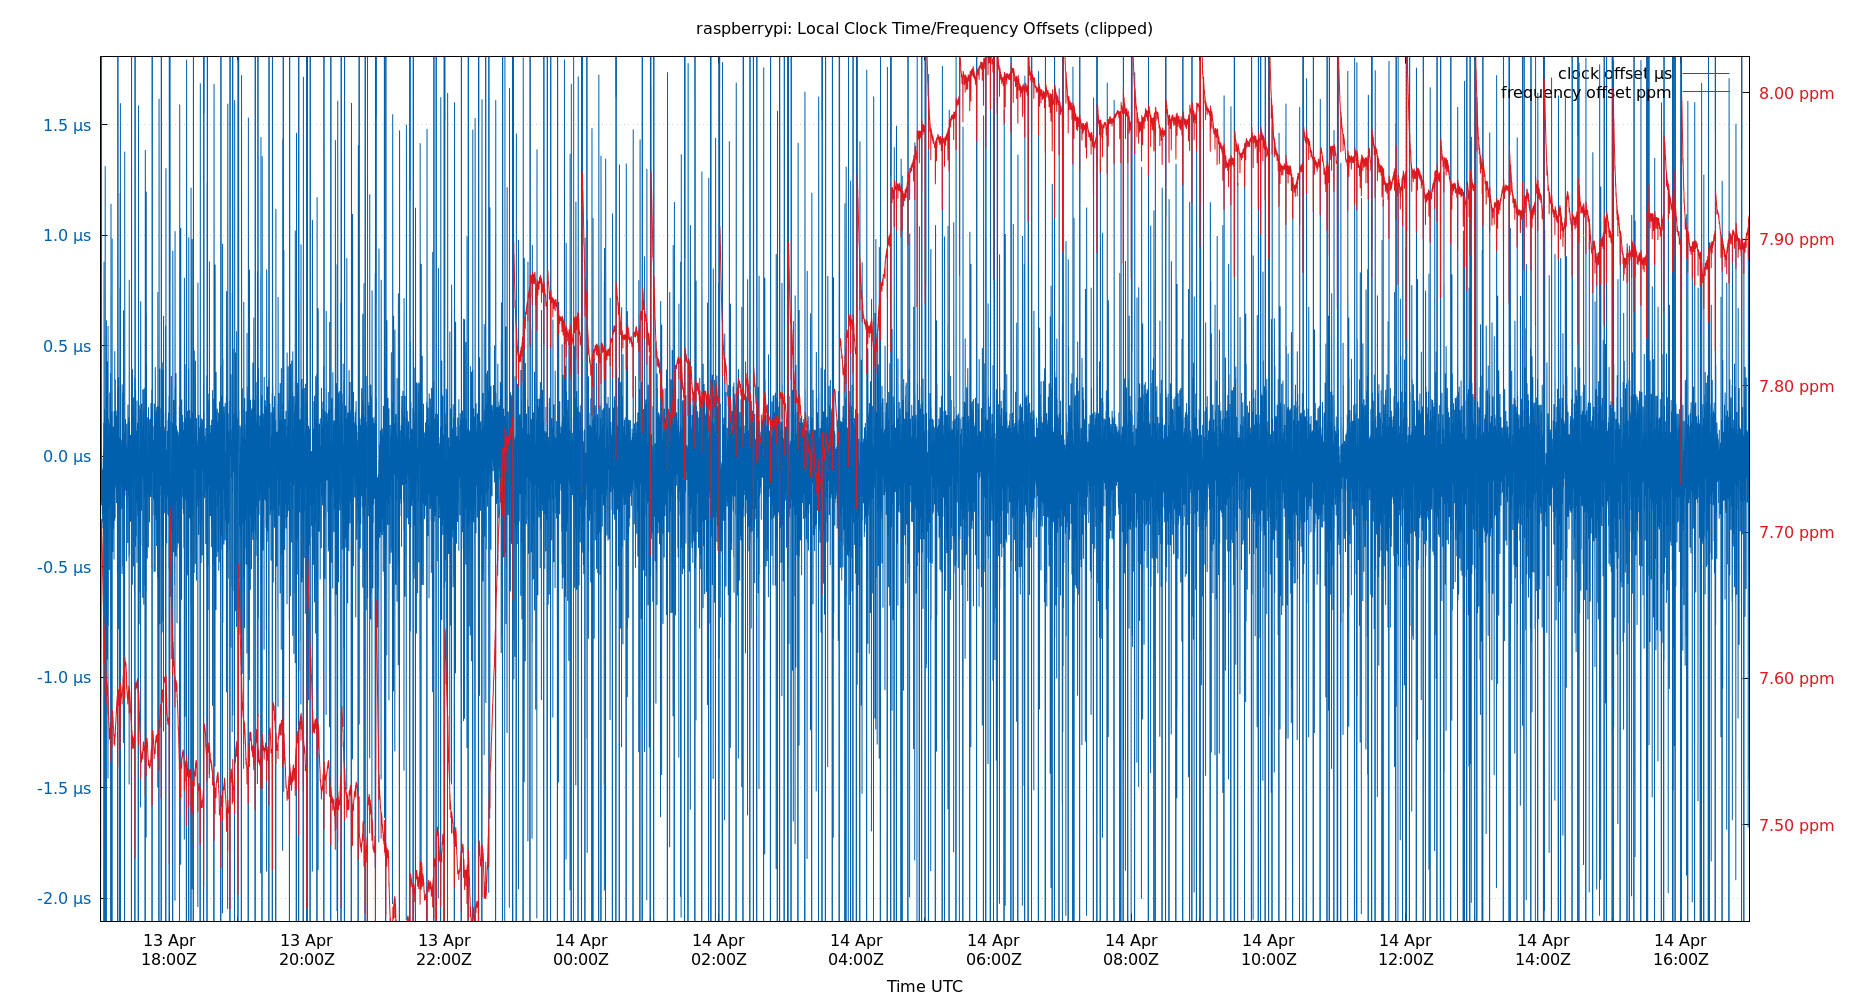 raspberrypi: Local Clock Time/Frequency Offsets (clipped)
clock offset µs
frequency offset ppm
1.5 µs
1.0 µs
0.5 µs
0.0 µs
-0.5 µs
-1.0 µs
-1.5 µs
-2.0 µs
8.00 ppm
7.90 ppm
7.80 ppm
7.70 ppm
7.60 ppm
7.50 ppm
13 Apr 13 Apr 13 Apr 14 Apr 14 Apr 14 Apr 14 Apr 14 Apr 14 Apr 14 Apr 14 Apr 14 Apr
18:00Z 20:00Z 22:00Z 00:00Z 02:00Z 04:00Z 06:00Z 08:00Z 10:00Z 12:00Z 14:00Z 16:00Z
Time UTC